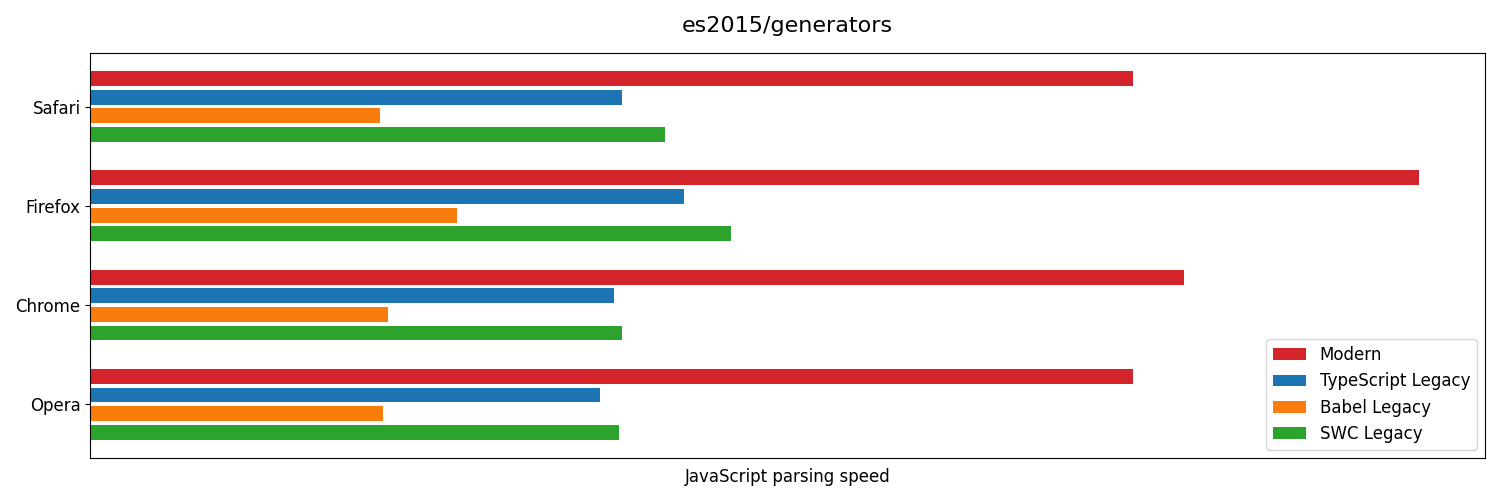 es2015/generators
Safari
Firefox
Chrome
Opera
Modern
TypeScript Legacy
Babel Legacy
SWC Legacy
JavaScript parsing speed